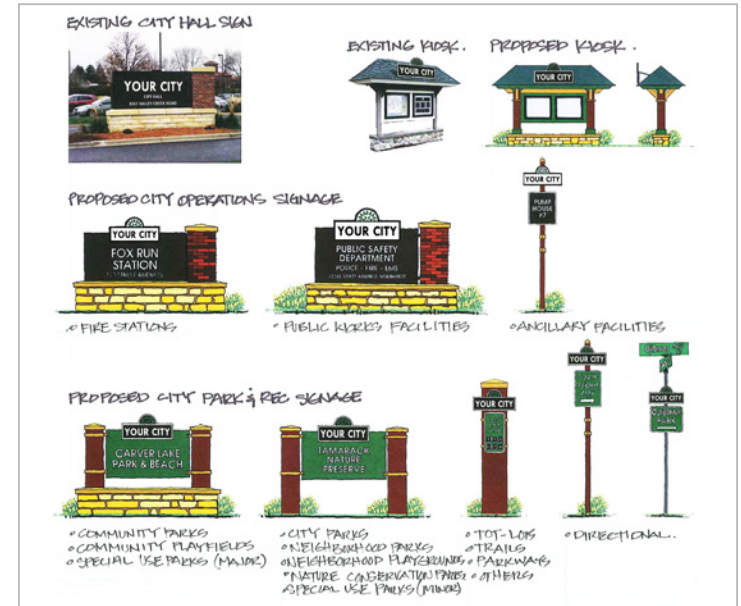 EXISTING CITY HALL SIGN
YOUR CITY
CITY HALL
8301 VALLEY CREEK ROAD
EXISTING KIOSK.
YOUR CITY
PROPOSED KIOSK.
YOUR CITY
PROPOSED CITY OPERATIONS SIGNAGE
YOUR CITY
FOX RUN
STATION
FIRE STATIONS
YOUR CITY
PUBLIC SAFETY
DEPARTMENT
POLICE - FIRE - EMS
PUBLIC WORKS FACILITIES
YOUR CITY
PUMP
HOUSE
#7
ANCILLARY FACILITIES
PROPOSED CITY PARK & REC SIGNAGE
YOUR CITY
CARVER LAKE
PARK & BEACH
COMMUNITY PARKS
COMMUNITY PLAYFIELDS
SPECIAL USE PARKS (MAJOR)
YOUR CITY
TAMARACK
NATURE
PRESERVE
CITY PARKS
NEIGHBORHOOD PARKS
NEIGHBORHOOD PLAYGROUNDS
NATURE CONSERVATION PARKS
SPECIAL USE PARKS (MINOR)
YOUR CITY
TOT-LOTS
TRAILS
PARKWAYS
OTHERS
YOUR CITY
YOUR CITY
DIRECTIONAL.